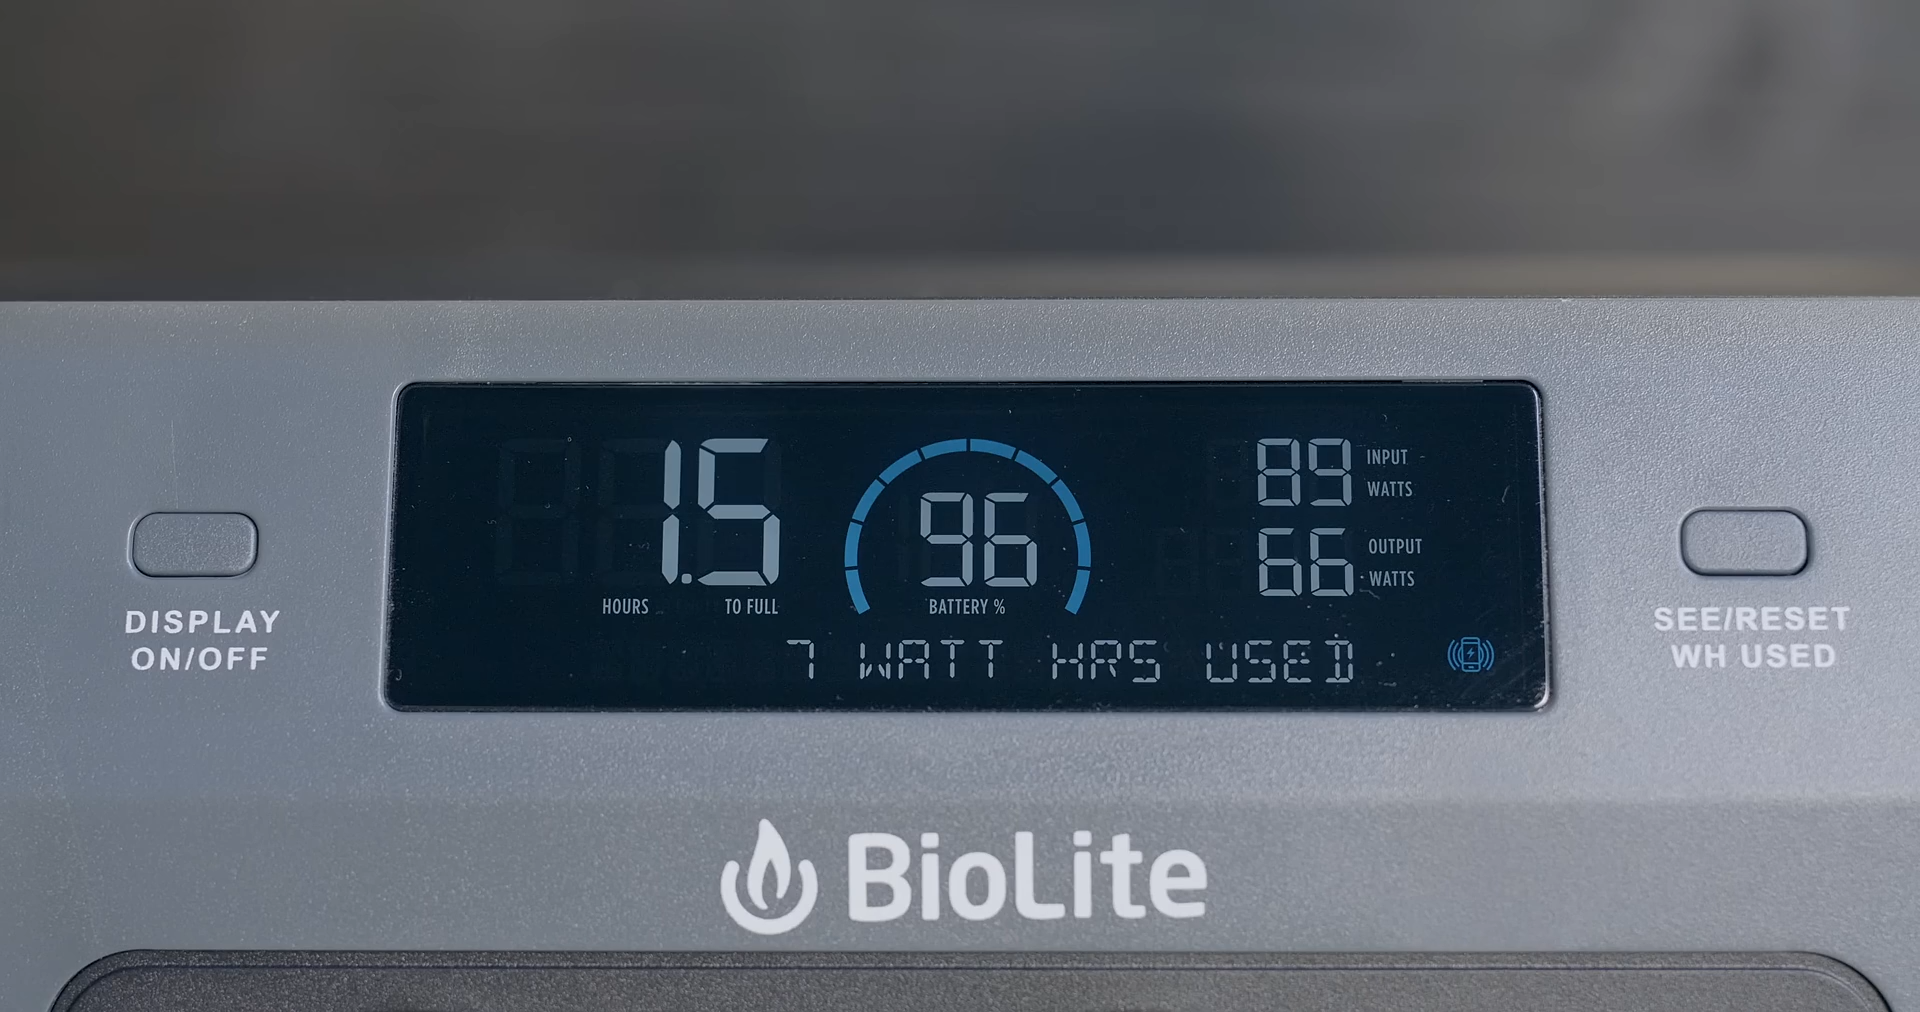 1.5
HOURS TO FULL
96
BATTERY %
89 INPUT WATTS
66 OUTPUT WATTS
7 WATT HRS USED
DISPLAY
ON/OFF
SEE/RESET
WH USED
BioLite